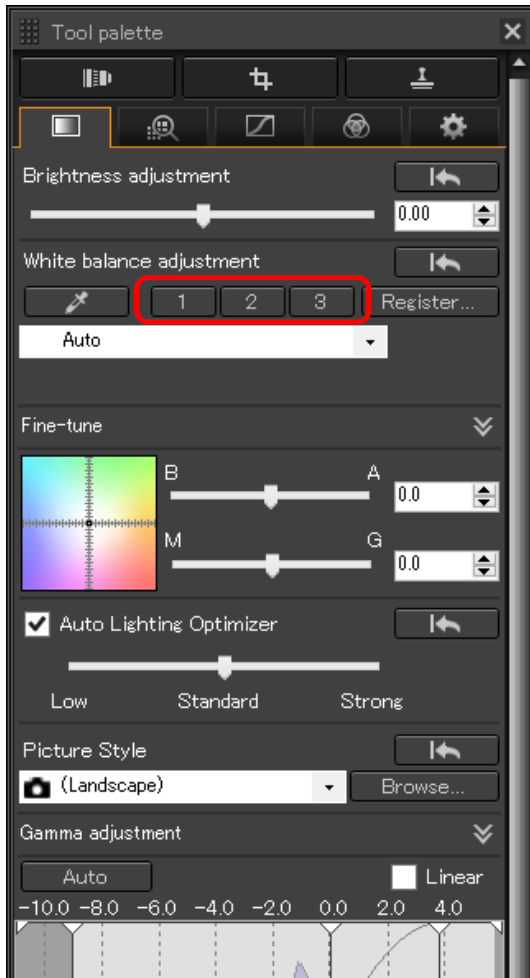 Tool palette
Brightness adjustment
0.00
White balance adjustment
1 2 3 Register...
Auto
Fine-tune
B A
0.0
M G
0.0
Auto Lighting Optimizer
Low Standard Strong
Picture Style
(Landscape) Browse...
Gamma adjustment
Auto Linear
-10.0 -8.0 -6.0 -4.0 -2.0 0.0 2.0 4.0